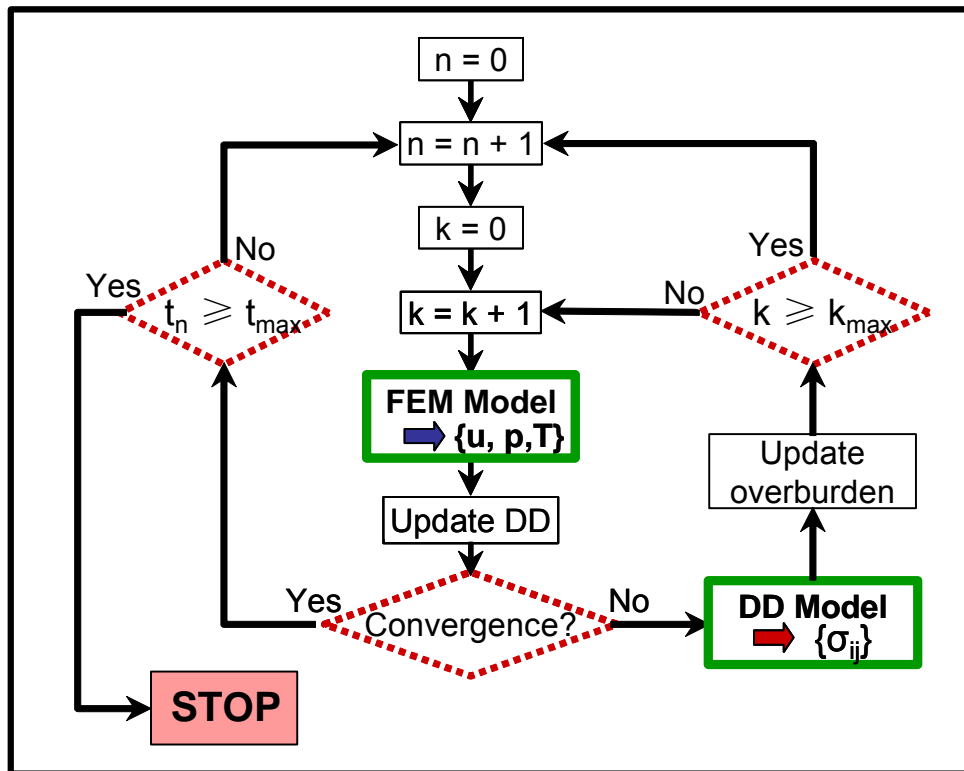 n = 0
n = n + 1
k = 0
No
Yes
Yes
No
tₙ ≥ tₘₐₓ
k = k + 1
k ≥ kₘₐₓ
FEM Model
{u, p,T}
Update
overburden
Update DD
Yes
No
Convergence?
DD Model
{σᵢⱼ}
STOP